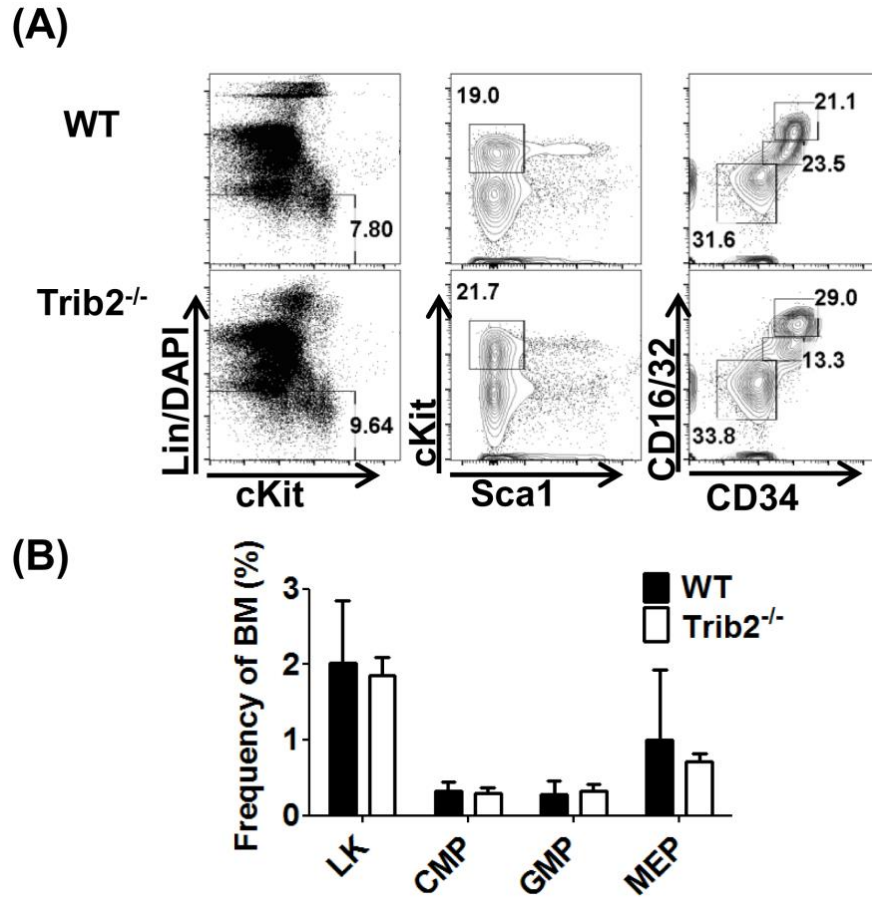 (A)
WT
7.80
19.0
21.1
23.5
31.6
Trib2-/-
9.64
21.7
29.0
13.3
33.8
Lin/DAPI
cKit
cKit
Sca1
CD16/32
CD34
(B)
Frequency of BM (%)
3
2
1
0
WT
Trib2-/-
LK
CMP
GMP
MEP